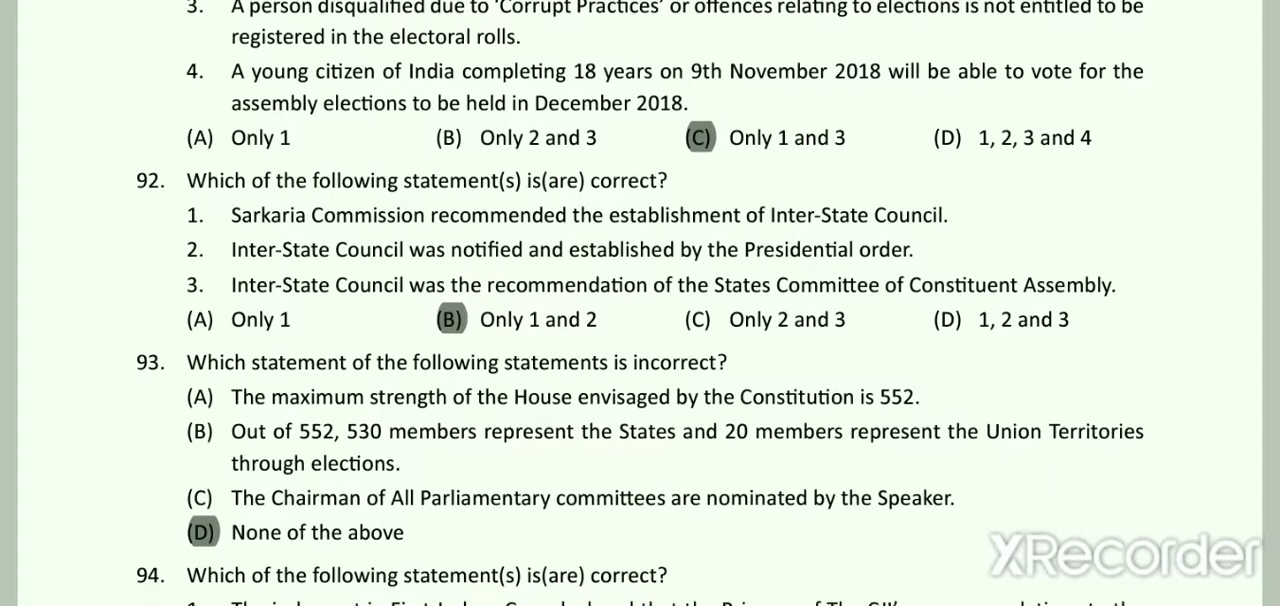 3. A person disqualified due to ‘Corrupt Practices’ or offences relating to elections is not entitled to be
registered in the electoral rolls.
4. A young citizen of India completing 18 years on 9th November 2018 will be able to vote for the
assembly elections to be held in December 2018.
(A) Only 1 (B) Only 2 and 3 (C) Only 1 and 3 (D) 1, 2, 3 and 4
92. Which of the following statement(s) is(are) correct?
1. Sarkaria Commission recommended the establishment of Inter-State Council.
2. Inter-State Council was notified and established by the Presidential order.
3. Inter-State Council was the recommendation of the States Committee of Constituent Assembly.
(A) Only 1 (B) Only 1 and 2 (C) Only 2 and 3 (D) 1, 2 and 3
93. Which statement of the following statements is incorrect?
(A) The maximum strength of the House envisaged by the Constitution is 552.
(B) Out of 552, 530 members represent the States and 20 members represent the Union Territories
through elections.
(C) The Chairman of All Parliamentary committees are nominated by the Speaker.
(D) None of the above
XRecorder
94. Which of the following statement(s) is(are) correct?